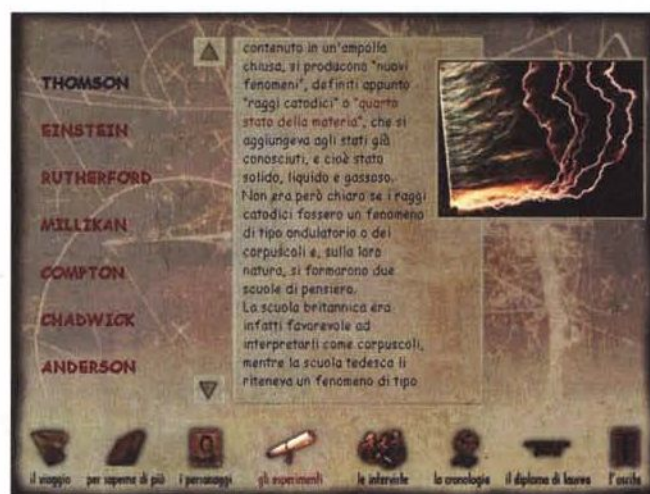 THOMSON
EINSTEIN
RUTHERFORD
MILLIKAN
COMPTON
CHADWICK
ANDERSON
contenuto in un'ampolla
chiusa, si producono "nuovi
fenomeni", definiti appunto
"raggi catodici" o "quarto
stato della materia", che si
aggiungeva agli stati già
conosciuti, e cioè stato
solido, liquido e gassoso.
Non era però chiaro se i raggi
catodici fossero un fenomeno
di tipo ondulatorio o dei
corpuscoli e, sulla loro
natura, si formarono due
scuole di pensiero.
La scuola britannica era
infatti favorevole ad
interpretarli come corpuscoli,
mentre la scuola tedesca li
riteneva un fenomeno di tipo
il viaggio per saperne di più i personaggi gli esperimenti le interviste la cronologia il diploma di laurea l'uscita